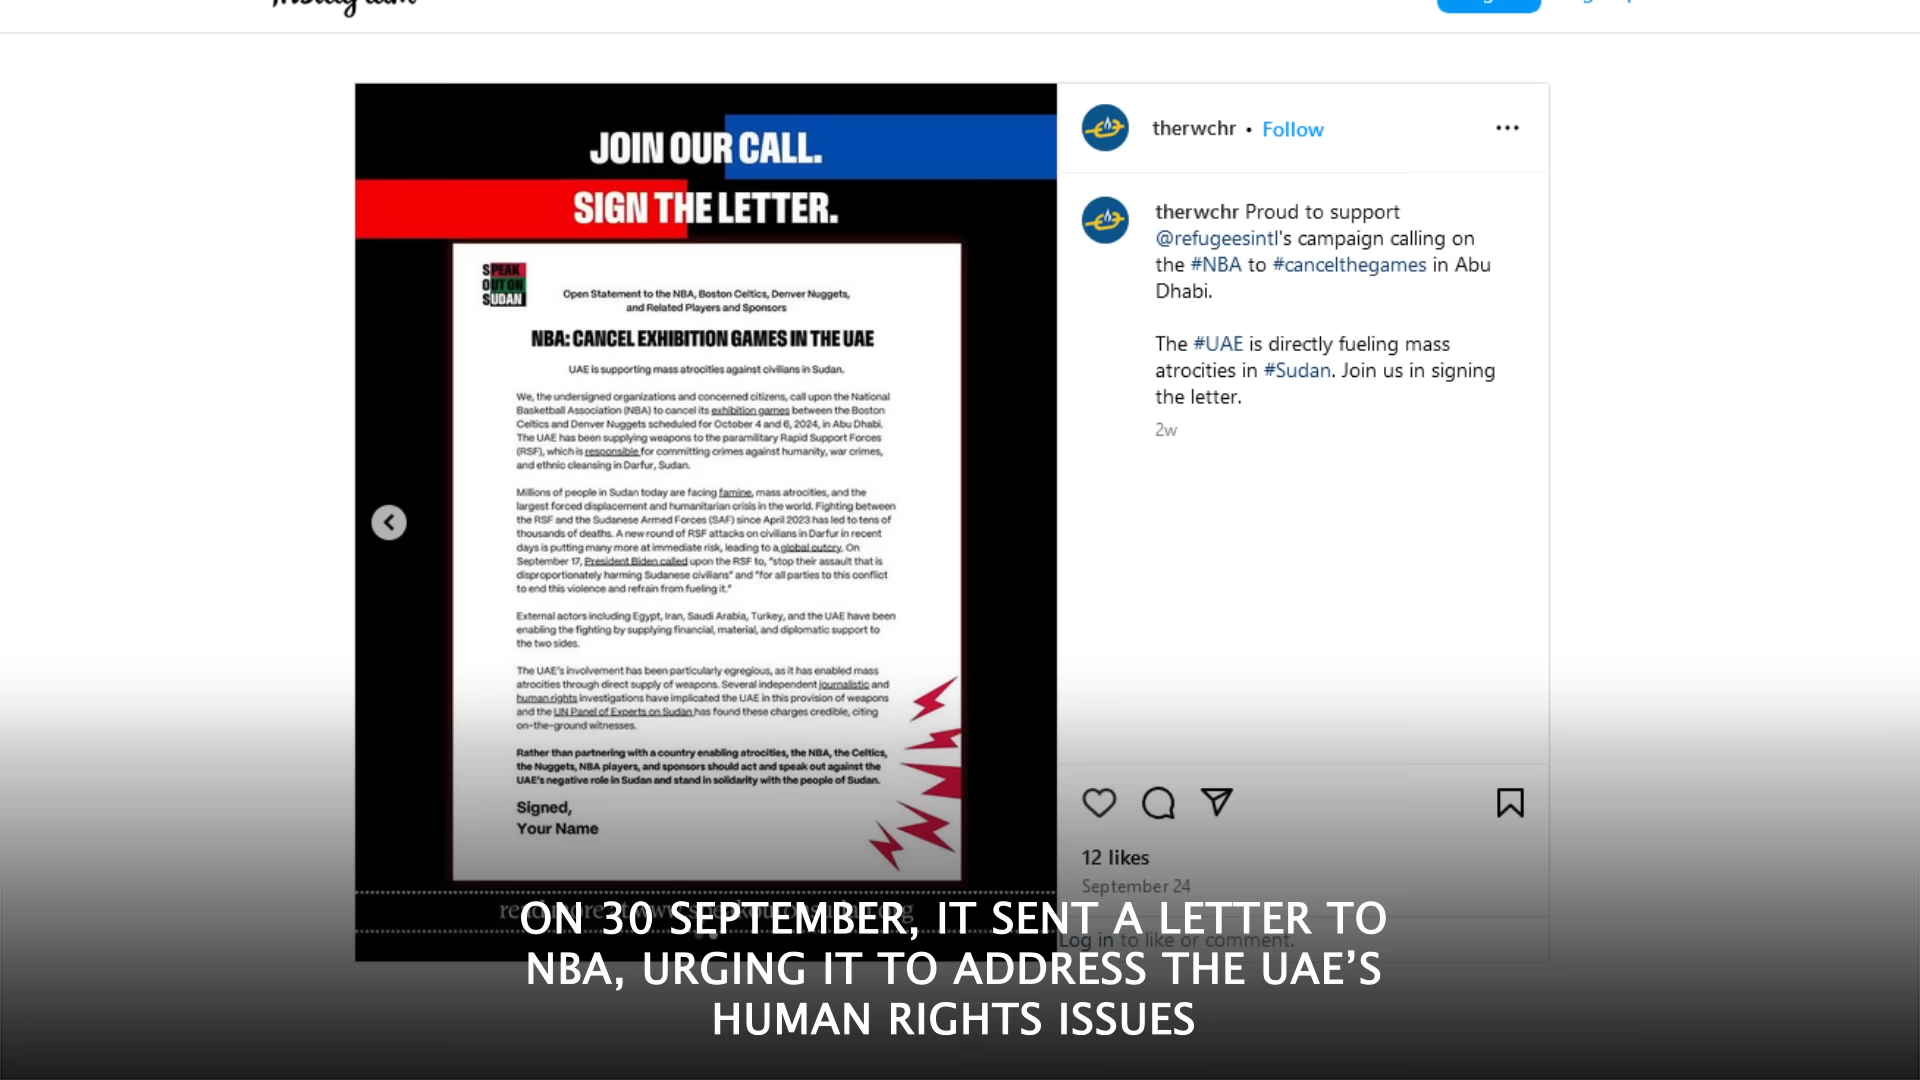 Instagram
JOIN OUR CALL.
SIGN THE LETTER.
SPEAK
OUT ON
SUDAN
Open Statement to the NBA, Boston Celtics, Denver Nuggets,
and Related Players and Sponsors
NBA: CANCEL EXHIBITION GAMES IN THE UAE
UAE is supporting mass atrocities against civilians in Sudan.
We, the undersigned organizations and concerned citizens, call upon the National
Basketball Association (NBA) to cancel its exhibition games between the Boston
Celtics and Denver Nuggets scheduled for October 4 and 6, 2024, in Abu Dhabi.
The UAE has been supplying weapons to the paramilitary Rapid Support Forces
(RSF), which is responsible for committing crimes against humanity, war crimes,
and ethnic cleansing in Darfur, Sudan.
Millions of people in Sudan today are facing famine, mass atrocities, and the
largest forced displacement and humanitarian crisis in the world. Fighting between
the RSF and the Sudanese Armed Forces (SAF) since April 2023 has led to tens of
thousands of deaths. A new round of RSF attacks on civilians in Darfur in recent
days is putting many more at immediate risk, leading to a global outcry. On
September 17, President Biden called upon the RSF to, "stop their assault that is
disproportionately harming Sudanese civilians" and "for all parties to this conflict
to end this violence and refrain from fueling it."
External actors including Egypt, Iran, Saudi Arabia, Turkey, and the UAE have been
enabling the fighting by supplying financial, material, and diplomatic support to
the two sides.
The UAE's involvement has been particularly egregious, as it has enabled mass
atrocities through direct supply of weapons. Several independent journalistic and
human rights investigations have implicated the UAE in this provision of weapons
and the UN Panel of Experts on Sudan has found these charges credible, citing
on-the-ground witnesses.
Rather than partnering with a country enabling atrocities, the NBA, the Celtics,
the Nuggets, NBA players, and sponsors should act and speak out against the
UAE's negative role in Sudan and stand in solidarity with the people of Sudan.
Signed,
Your Name
read more at www.speakoutonsudan.org
therwchr • Follow
therwchr Proud to support
@refugeesintl's campaign calling on
the #NBA to #cancelthegames in Abu
Dhabi.
The #UAE is directly fueling mass
atrocities in #Sudan. Join us in signing
the letter.
2w
12 likes
September 24
Log in to like or comment.
ON 30 SEPTEMBER, IT SENT A LETTER TO
NBA, URGING IT TO ADDRESS THE UAE'S
HUMAN RIGHTS ISSUES